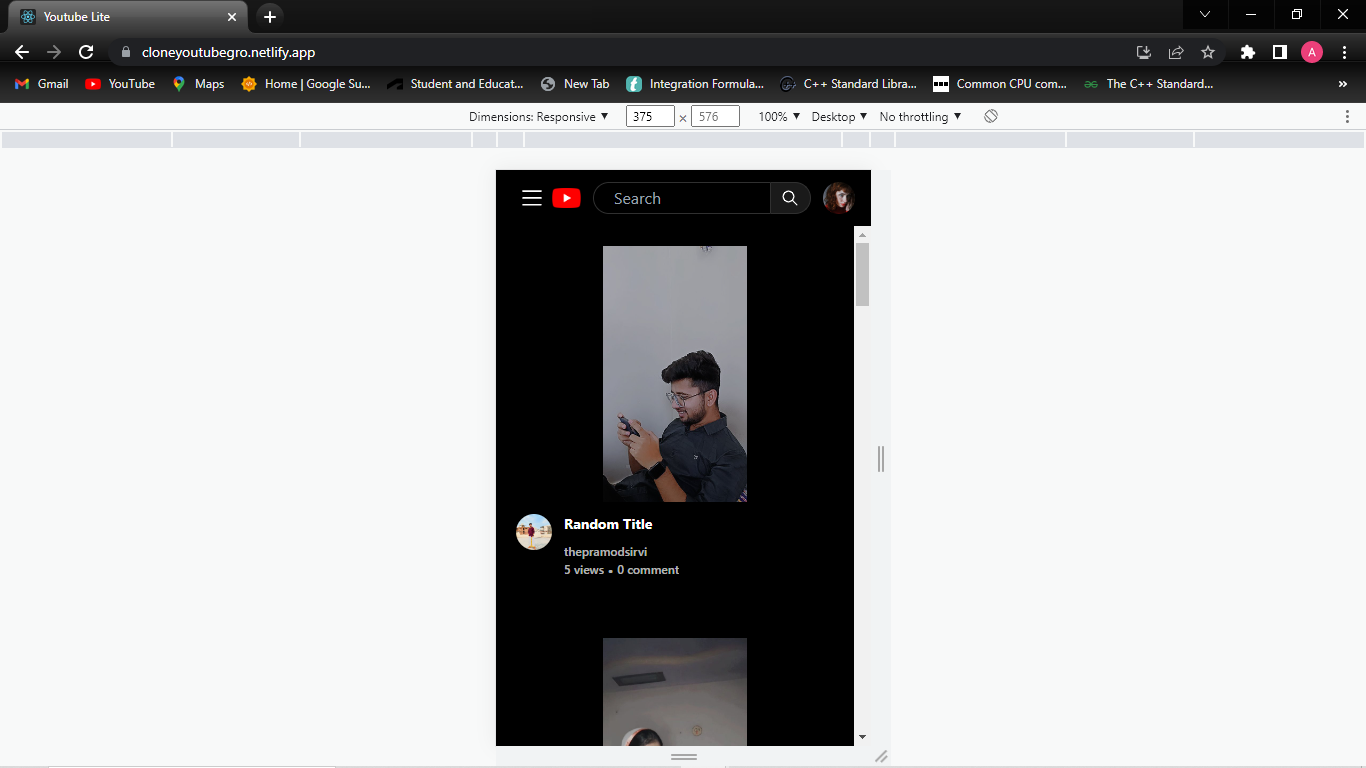 Youtube Lite
cloneyoutubegro.netlify.app
A
Gmail YouTube Maps Home | Google Su... Student and Educat... New Tab Integration Formula... C++ Standard Libra... Common CPU com... The C++ Standard... »
Dimensions: Responsive ▼ 375 × 576 100% ▼ Desktop ▼ No throttling ▼
Search
Random Title
thepramodsirvi
5 views • 0 comment